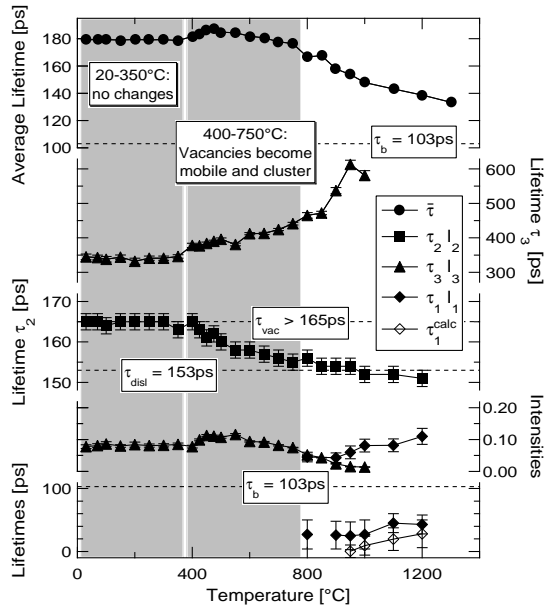 Average Lifetime [ps]
200
180
160
140
120
100
20-350°C:
no changes
400-750°C:
Vacancies become
mobile and cluster
τb = 103ps
600
500
400
300
Lifetime τ3
[ps]
τ̄
τ2 I2
τ3 I3
τ1 I1
τ1calc
Lifetime τ2 [ps]
170
165
160
155
150
τvac > 165ps
τdisl = 153ps
0.20
0.10
0.00
Intensities
τb = 103ps
Lifetimes [ps]
100
0
0
400
800
1200
Temperature [°C]